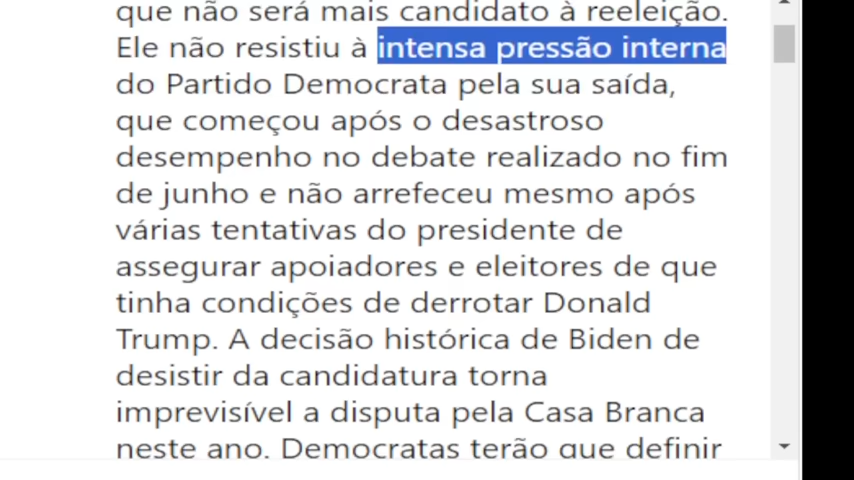 que não será mais candidato à reeleição.
Ele não resistiu à intensa pressão interna
do Partido Democrata pela sua saída,
que começou após o desastroso
desempenho no debate realizado no fim
de junho e não arrefeceu mesmo após
várias tentativas do presidente de
assegurar apoiadores e eleitores de que
tinha condições de derrotar Donald
Trump. A decisão histórica de Biden de
desistir da candidatura torna
imprevisível a disputa pela Casa Branca
neste ano. Democratas terão que definir